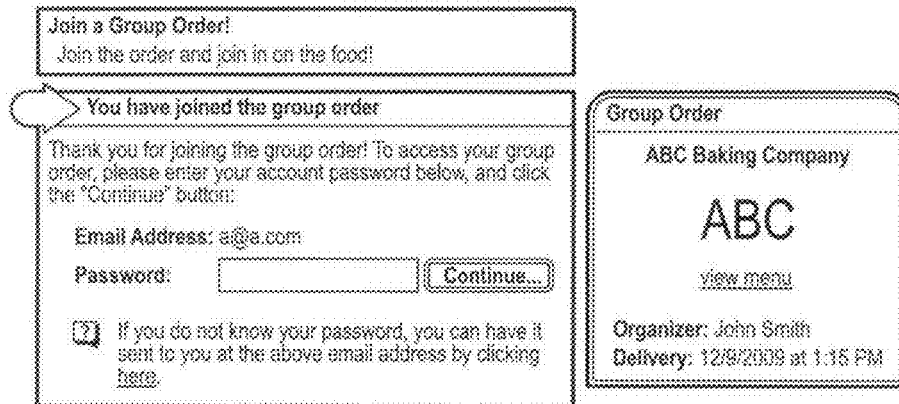 Join a Group Order!
Join the order and join in on the food!
You have joined the group order
Thank you for joining the group order! To access your group
order, please enter your account password below, and click
the "Continue" button:
Email Address: a@a.com
Password:
Continue...
? If you do not know your password, you can have it
sent to you at the above email address by clicking
here.
Group Order
ABC Baking Company
ABC
view menu
Organizer: John Smith
Delivery: 12/9/2009 at 1:15 PM